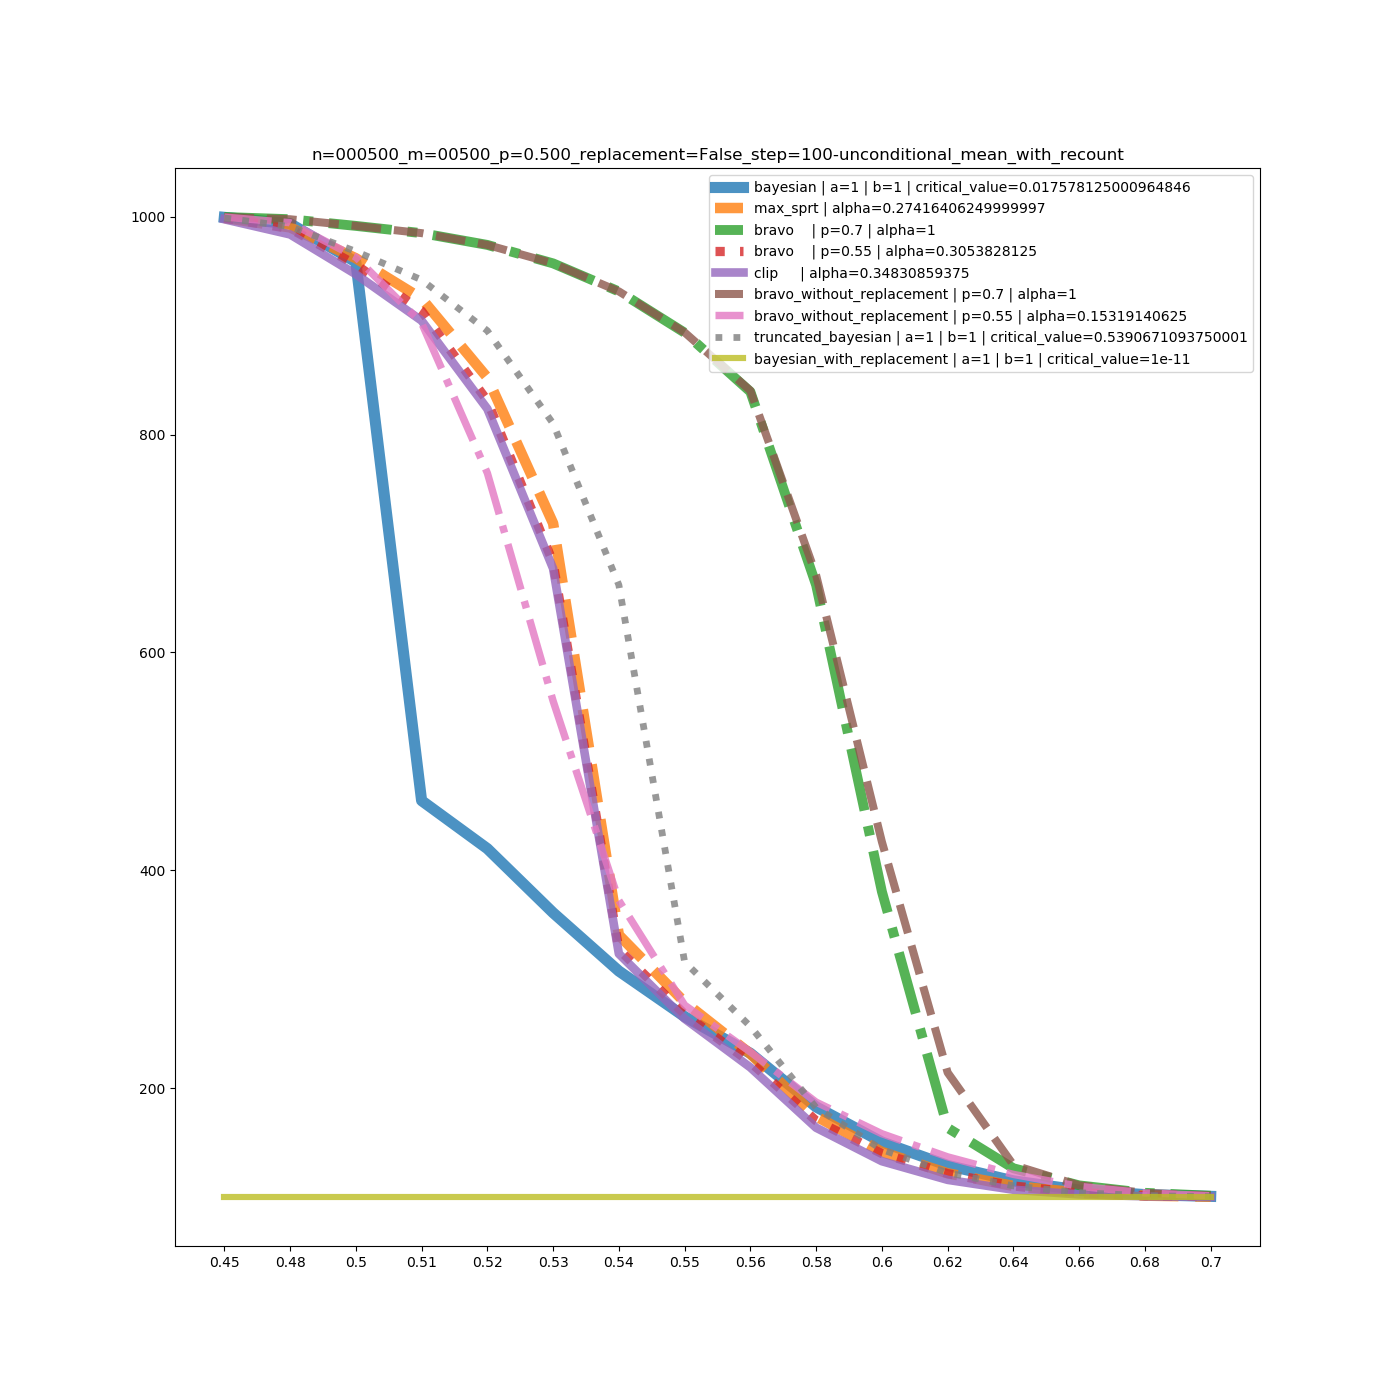 n=000500_m=00500_p=0.500_replacement=False_step=100-unconditional_mean_with_recount
bayesian | a=1 | b=1 | critical_value=0.017578125000964846
max_sprt | alpha=0.27416406249999997
bravo    | p=0.7 | alpha=1
bravo    | p=0.55 | alpha=0.3053828125
clip     | alpha=0.34830859375
bravo_without_replacement | p=0.7 | alpha=1
bravo_without_replacement | p=0.55 | alpha=0.15319140625
truncated_bayesian | a=1 | b=1 | critical_value=0.5390671093750001
bayesian_with_replacement | a=1 | b=1 | critical_value=1e-11
1000
800
600
400
200
0.45 0.48 0.5 0.51 0.52 0.53 0.54 0.55 0.56 0.58 0.6 0.62 0.64 0.66 0.68 0.7